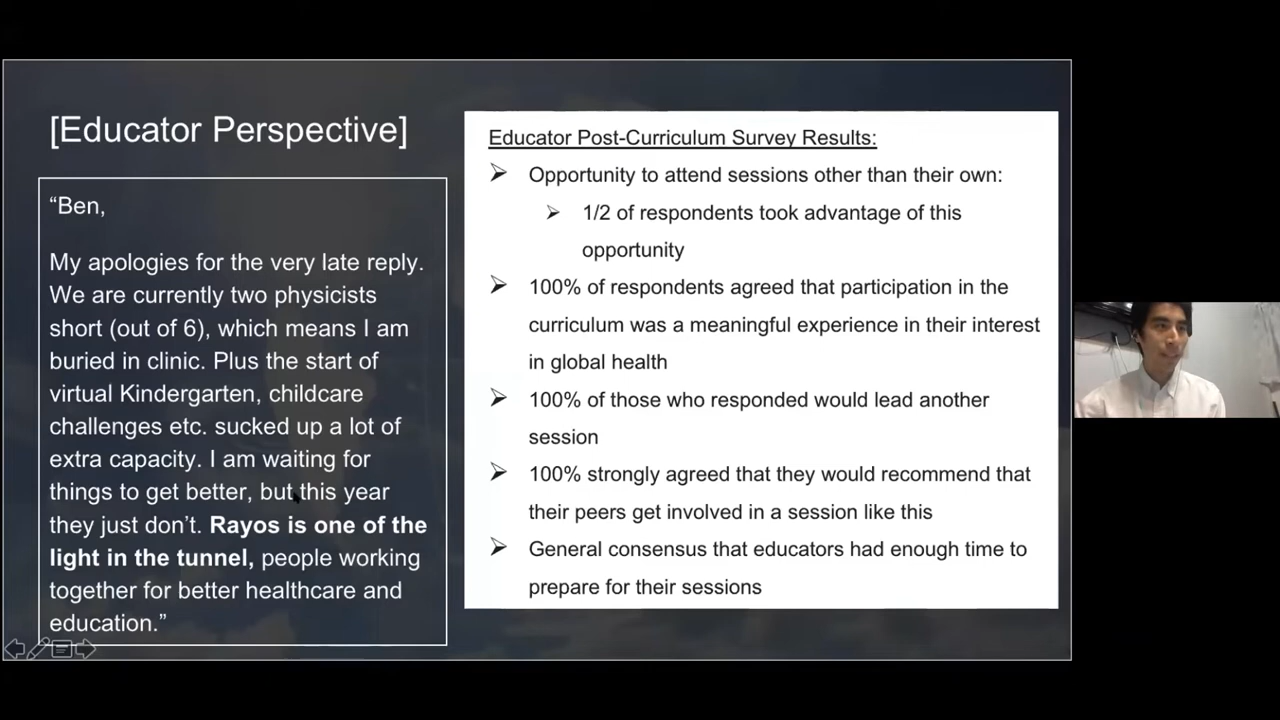 [Educator Perspective]
“Ben,
My apologies for the very late reply.
We are currently two physicists
short (out of 6), which means I am
buried in clinic. Plus the start of
virtual Kindergarten, childcare
challenges etc. sucked up a lot of
extra capacity. I am waiting for
things to get better, but this year
they just don’t. Rayos is one of the
light in the tunnel, people working
together for better healthcare and
education.”
Educator Post-Curriculum Survey Results:
Opportunity to attend sessions other than their own:
1/2 of respondents took advantage of this
opportunity
100% of respondents agreed that participation in the
curriculum was a meaningful experience in their interest
in global health
100% of those who responded would lead another
session
100% strongly agreed that they would recommend that
their peers get involved in a session like this
General consensus that educators had enough time to
prepare for their sessions